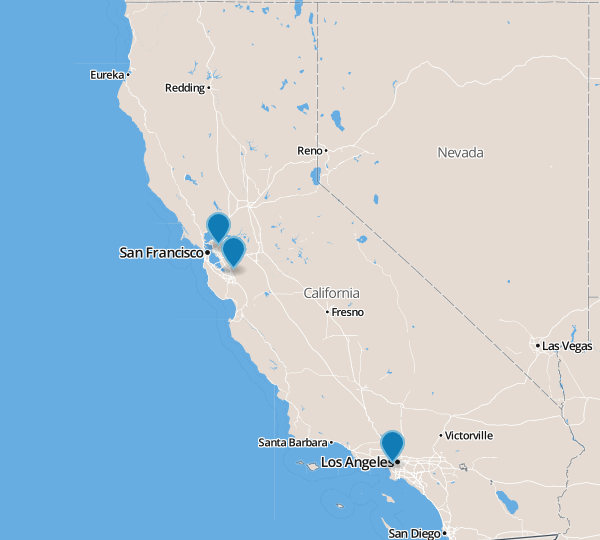 Eureka
Redding
Reno
Nevada
San Francisco
California
Fresno
Las Vegas
Santa Barbara
Victorville
Los Angeles
San Diego